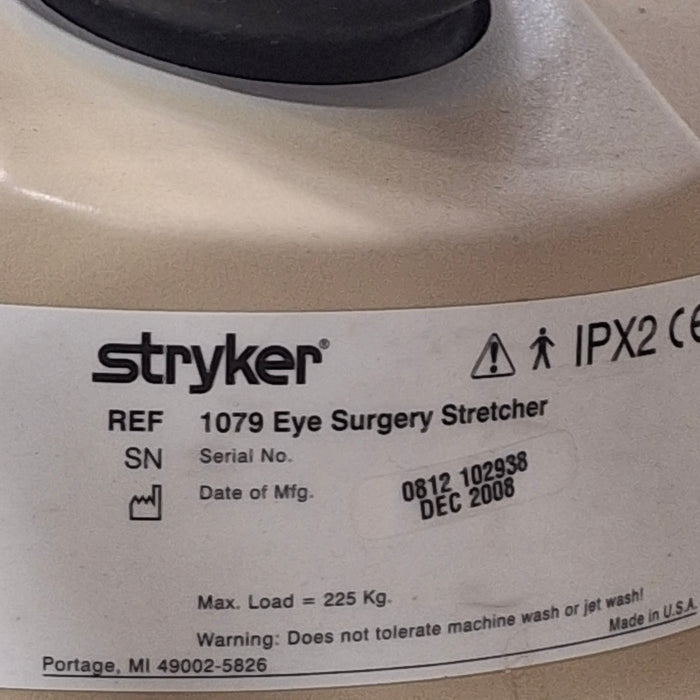 stryker®
IPX2 CE
REF 1079 Eye Surgery Stretcher
SN Serial No. 0812 102938
Date of Mfg. DEC 2008
Max. Load = 225 Kg.
Warning: Does not tolerate machine wash or jet wash!
Made in U.S.A.
Portage, MI 49002-5826